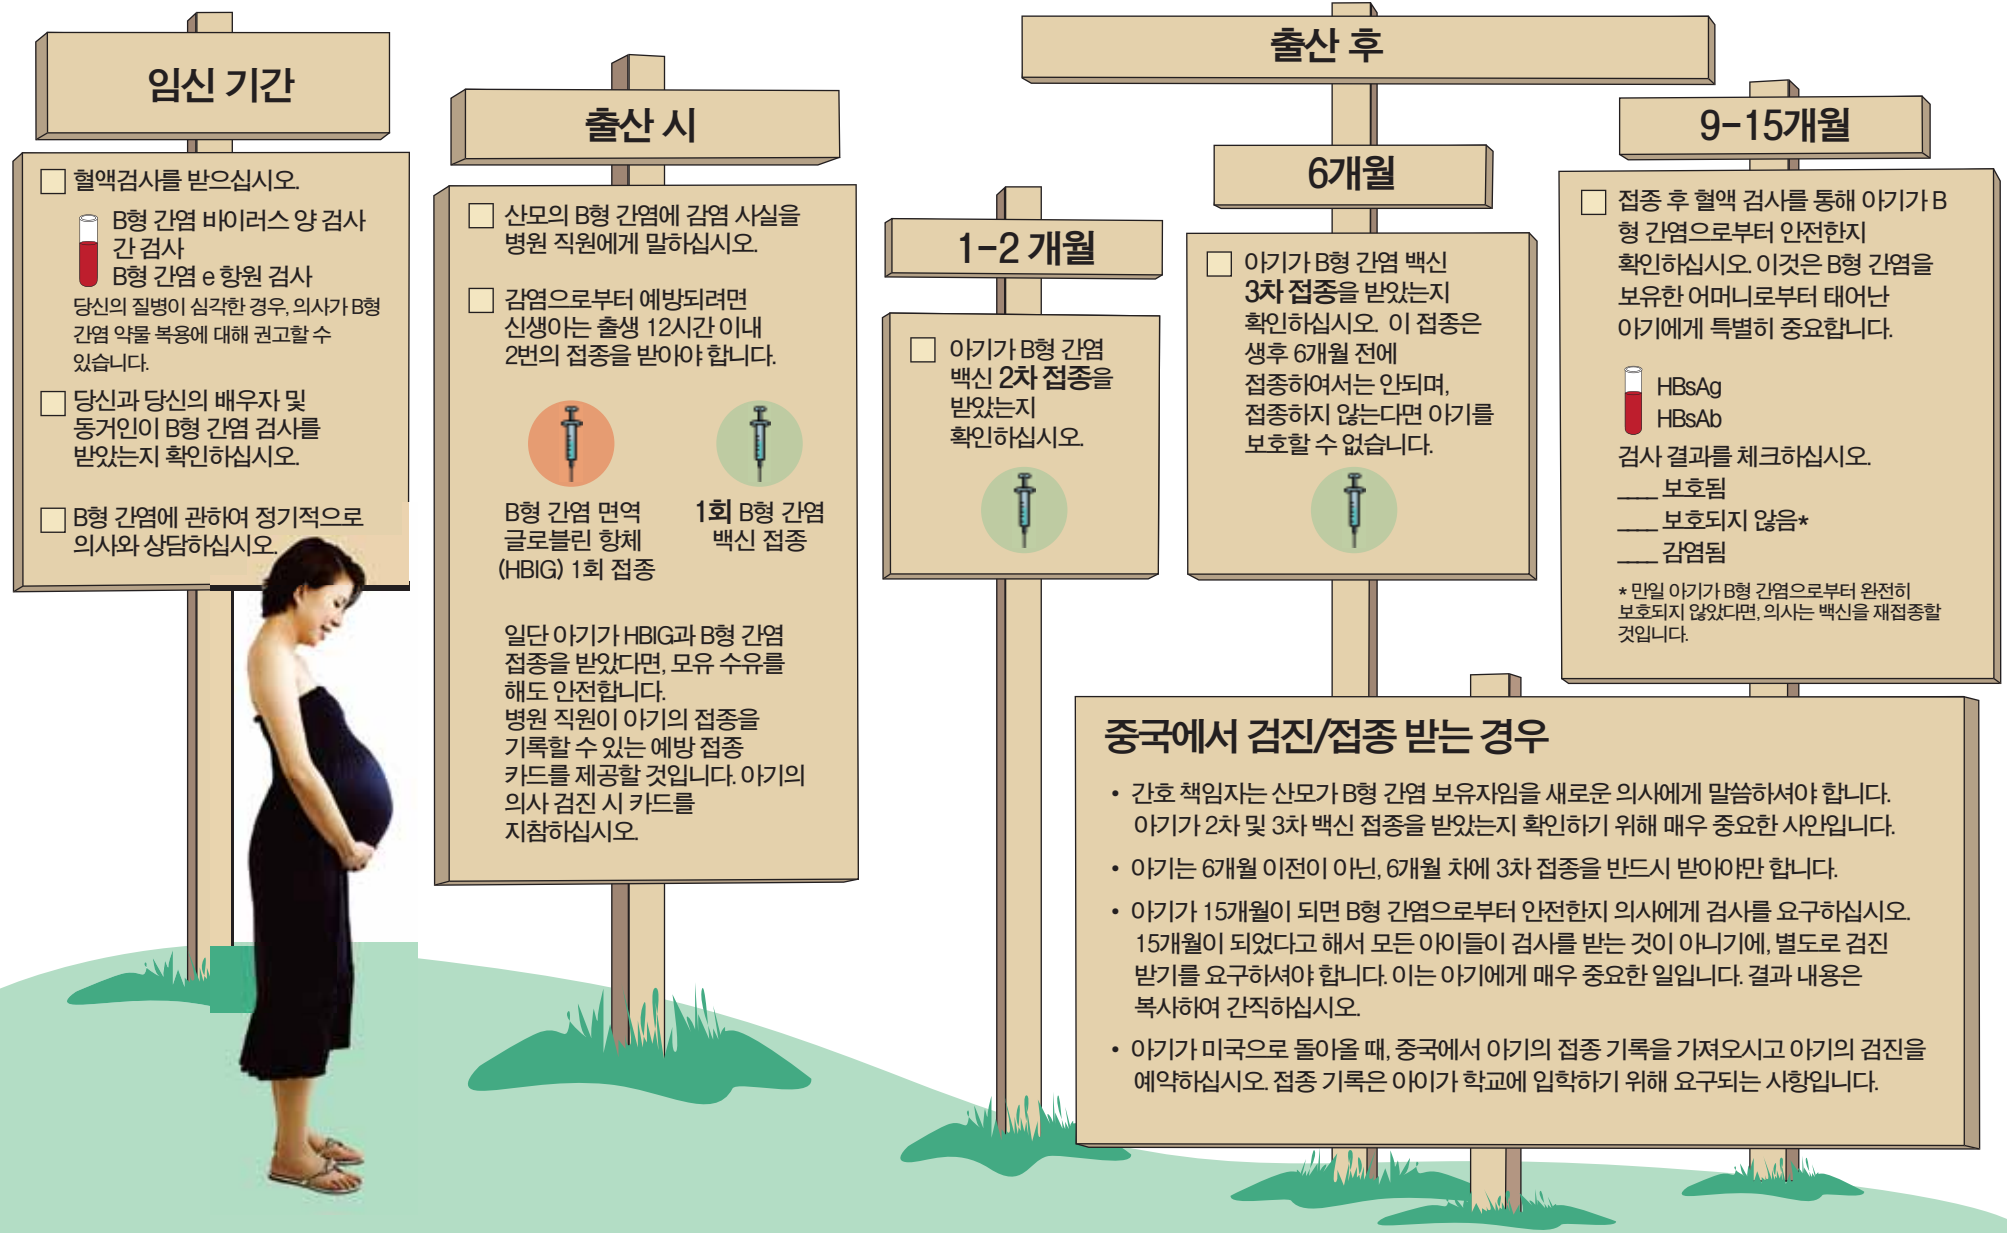 임신 기간
혈액검사를 받으십시오.
B형 간염 바이러스 양 검사
간 검사
B형 간염 e 항원 검사
당신의 질병이 심각한 경우, 의사가 B형
간염 약물 복용에 대해 권고할 수
있습니다.
당신과 당신의 배우자 및
동거인이 B형 간염 검사를
받았는지 확인하십시오.
B형 간염에 관하여 정기적으로
의사와 상담하십시오.
출산 시
산모의 B형 간염에 감염 사실을
병원 직원에게 말하십시오.
감염으로부터 예방되려면
신생아는 출생 12시간 이내
2번의 접종을 받아야 합니다.
B형 간염 면역
글로블린 항체
(HBIG) 1회 접종
1회 B형 간염
백신 접종
일단 아기가 HBIG과 B형 간염
접종을 받았다면, 모유 수유를
해도 안전합니다.
병원 직원이 아기의 접종을
기록할 수 있는 예방 접종
카드를 제공할 것입니다. 아기의
의사 검진 시 카드를
지참하십시오.
출산 후
1-2 개월
아기가 B형 간염
백신 2차 접종을
받았는지
확인하십시오.
6개월
아기가 B형 간염 백신
3차 접종을 받았는지
확인하십시오. 이 접종은
생후 6개월 전에
접종하여서는 안되며,
접종하지 않는다면 아기를
보호할 수 없습니다.
9-15개월
접종 후 혈액 검사를 통해 아기가 B
형 간염으로부터 안전한지
확인하십시오. 이것은 B형 간염을
보유한 어머니로부터 태어난
아기에게 특별히 중요합니다.
HBsAg
HBsAb
검사 결과를 체크하십시오.
____ 보호됨
____ 보호되지 않음*
____ 감염됨
* 만일 아기가 B형 간염으로부터 완전히
보호되지 않았다면, 의사는 백신을 재접종할
것입니다.
중국에서 검진/접종 받는 경우
• 간호 책임자는 산모가 B형 간염 보유자임을 새로운 의사에게 말씀하셔야 합니다.
아기가 2차 및 3차 백신 접종을 받았는지 확인하기 위해 매우 중요한 사안입니다.
• 아기는 6개월 이전이 아닌, 6개월 차에 3차 접종을 반드시 받아야만 합니다.
• 아기가 15개월이 되면 B형 간염으로부터 안전한지 의사에게 검사를 요구하십시오.
15개월이 되었다고 해서 모든 아이들이 검사를 받는 것이 아니기에, 별도로 검진
받기를 요구하셔야 합니다. 이는 아기에게 매우 중요한 일입니다. 결과 내용은
복사하여 간직하십시오.
• 아기가 미국으로 돌아올 때, 중국에서 아기의 접종 기록을 가져오시고 아기의 검진을
예약하십시오. 접종 기록은 아이가 학교에 입학하기 위해 요구되는 사항입니다.